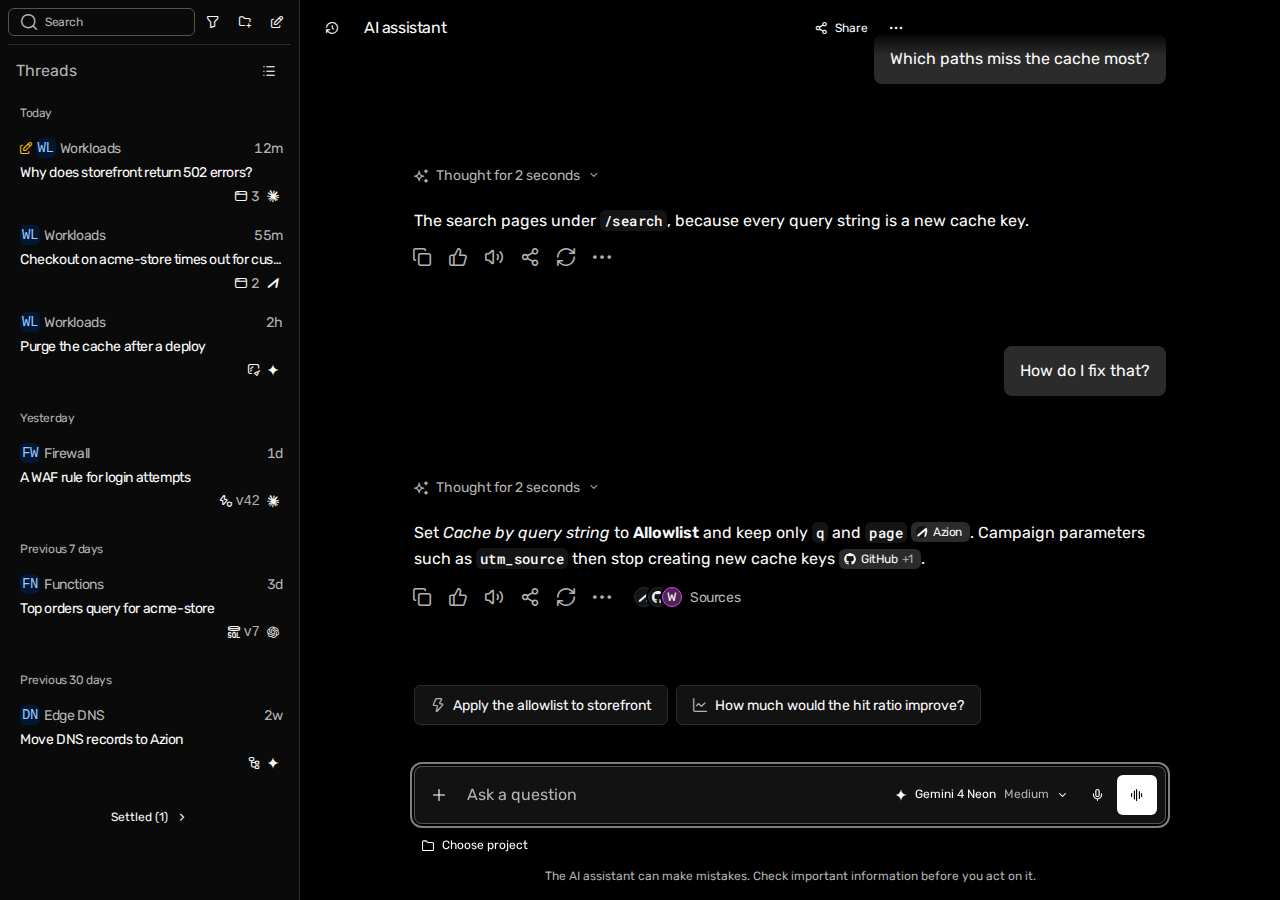 Search
Threads
Today
WL Workloads 12m
Why does storefront return 502 errors?
3
WL Workloads 55m
Checkout on acme-store times out for cus...
2
WL Workloads 2h
Purge the cache after a deploy
Yesterday
FW Firewall 1d
A WAF rule for login attempts
v42
Previous 7 days
FN Functions 3d
Top orders query for acme-store
SQL v7
Previous 30 days
DN Edge DNS 2w
Move DNS records to Azion
Settled (1)
AI assistant
Share
Which paths miss the cache most?
Thought for 2 seconds
The search pages under /search, because every query string is a new cache key.
How do I fix that?
Thought for 2 seconds
Set Cache by query string to Allowlist and keep only q and page Azion. Campaign parameters
such as utm_source then stop creating new cache keys GitHub +1.
W Sources
Apply the allowlist to storefront
How much would the hit ratio improve?
Ask a question
Gemini 4 Neon Medium
Choose project
The AI assistant can make mistakes. Check important information before you act on it.